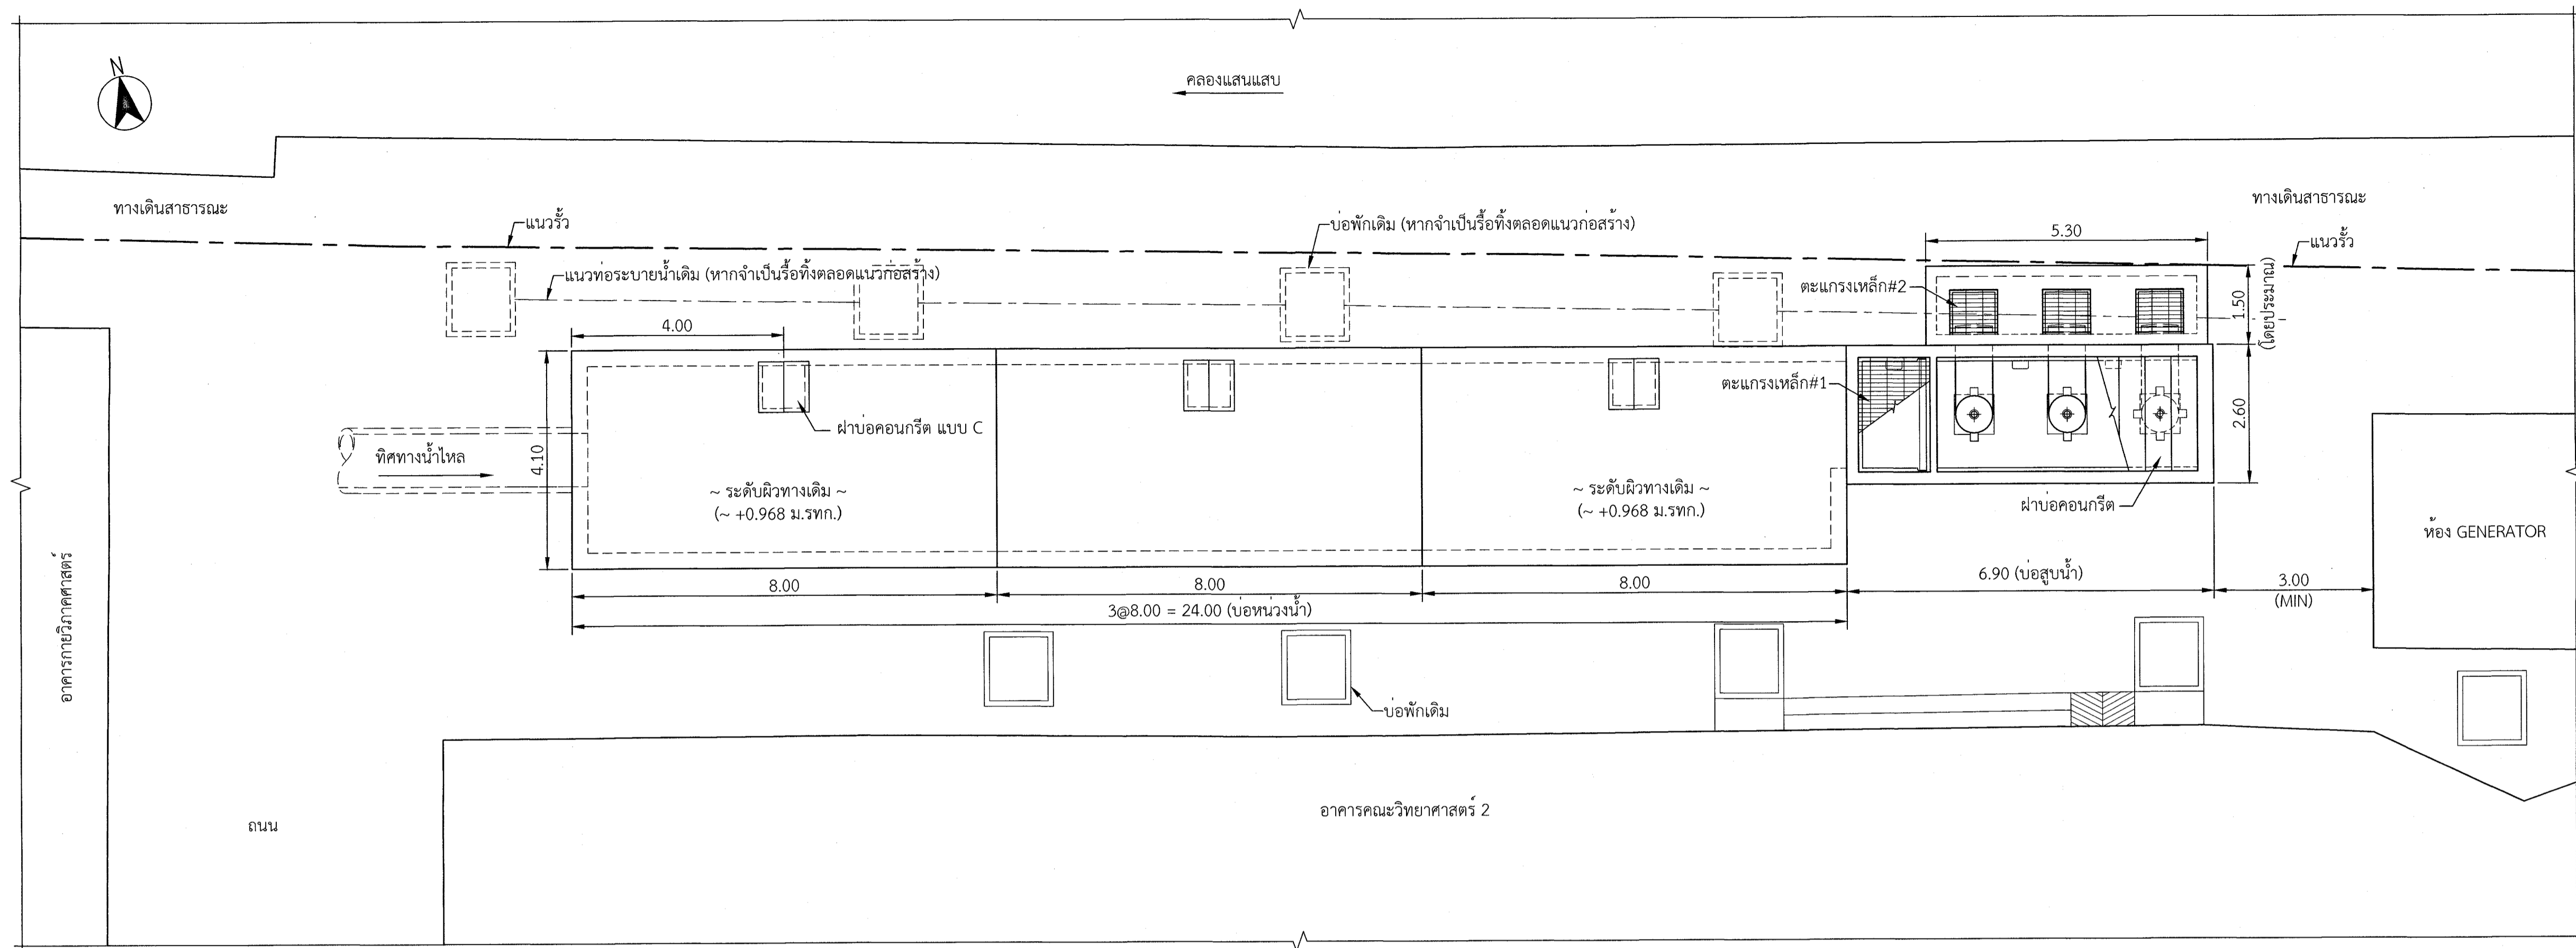 N
คลองแสนแสบ
ทางเดินสาธารณะ
แนวรั้ว
บ่อพักเดิม (หากจำเป็นรื้อทิ้งตลอดแนวก่อสร้าง)
ทางเดินสาธารณะ
แนวรั้ว
5.30
แนวท่อระบายน้ำเดิม (หากจำเป็นรื้อทิ้งตลอดแนวก่อสร้าง)
ตะแกรงเหล็ก#2
1.50
(โดยประมาณ)
4.00
ตะแกรงเหล็ก#1
2.60
ฝาบ่อคอนกรีต แบบ C
4.10
ทิศทางน้ำไหล
~ ระดับผิวทางเดิม ~
(~ +0.968 ม.รทก.)
~ ระดับผิวทางเดิม ~
(~ +0.968 ม.รทก.)
ฝาบ่อคอนกรีต
ห้อง GENERATOR
อาคารกายวิภาคศาสตร์
8.00
8.00
8.00
6.90 (บ่อสูบน้ำ)
3.00
(MIN)
3@8.00 = 24.00 (บ่อหน่วงน้ำ)
บ่อพักเดิม
อาคารคณะวิทยาศาสตร์ 2
ถนน